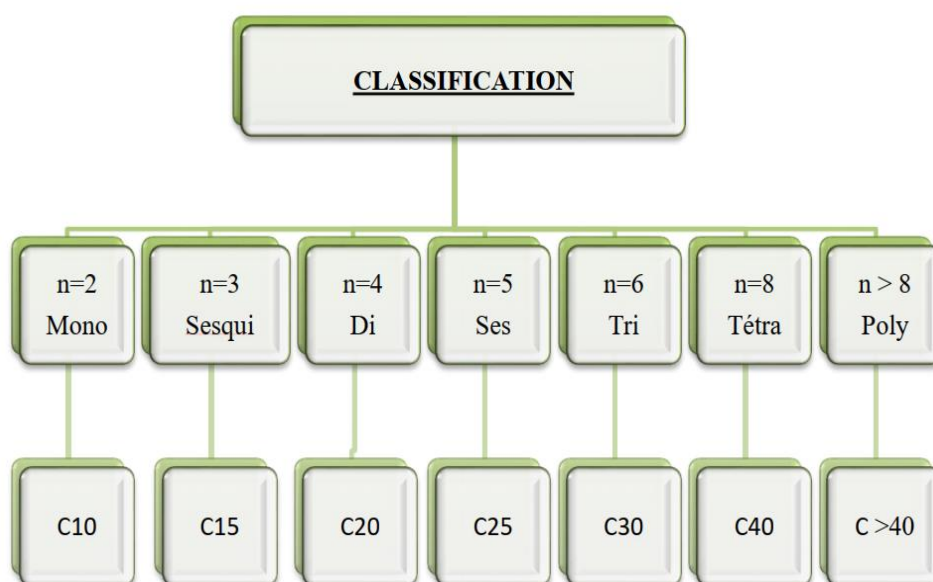 CLASSIFICATION
n=2
Mono
n=3
Sesqui
n=4
Di
n=5
Ses
n=6
Tri
n=8
Tétra
n > 8
Poly
C10
C15
C20
C25
C30
C40
C >40